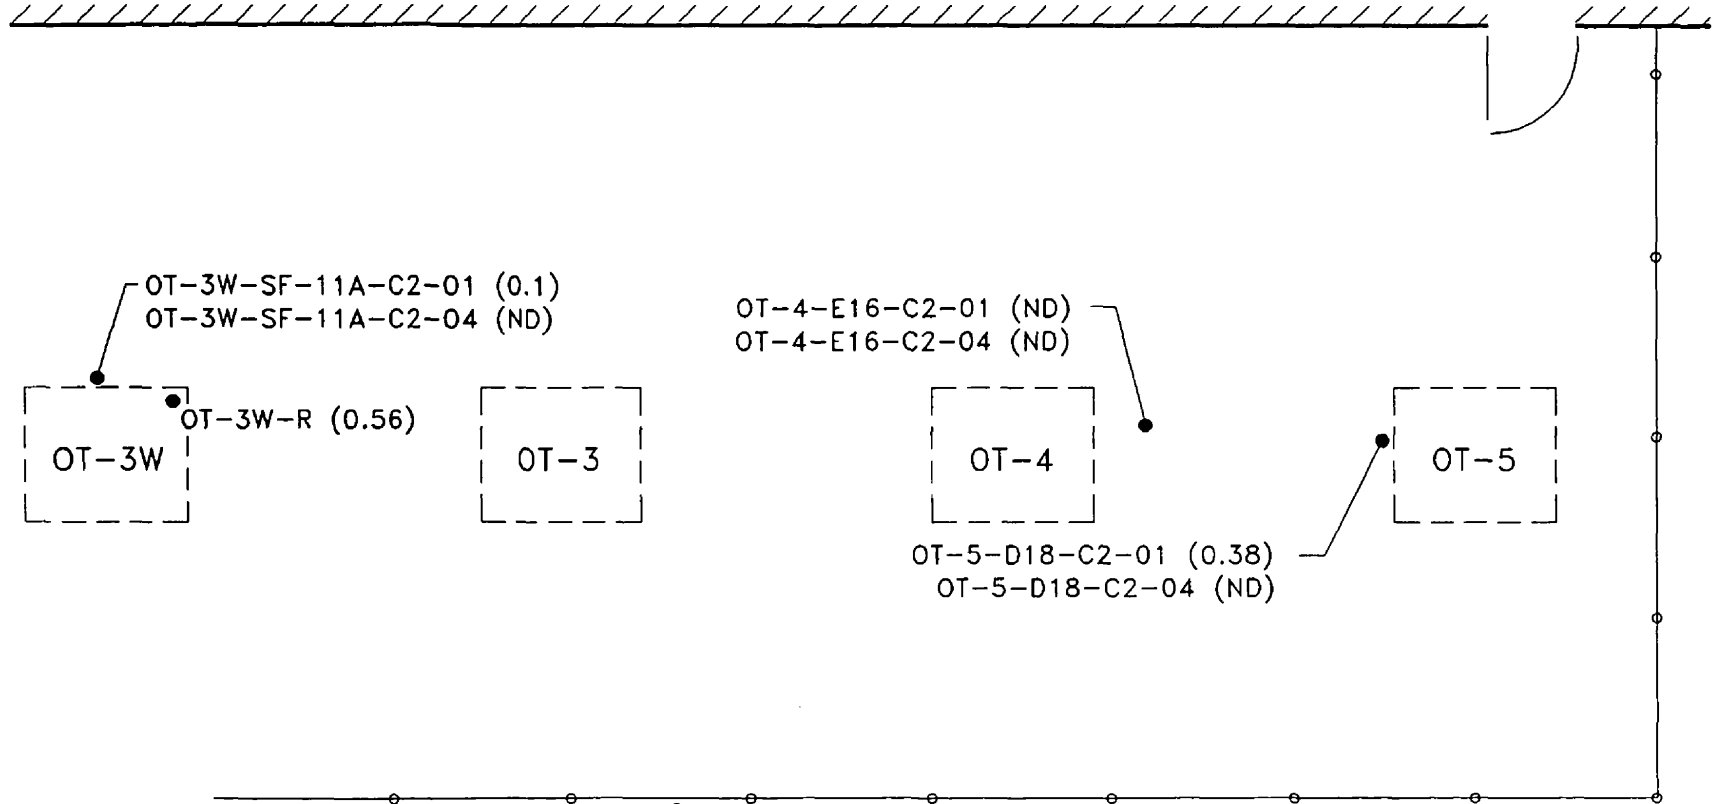 OT-3W-SF-11A-C2-01 (0.1)
OT-3W-SF-11A-C2-04 (ND)
OT-4-E16-C2-01 (ND)
OT-4-E16-C2-04 (ND)
OT-3W-R (0.56)
OT-3W
OT-3
OT-4
OT-5
OT-5-D18-C2-01 (0.38)
OT-5-D18-C2-04 (ND)